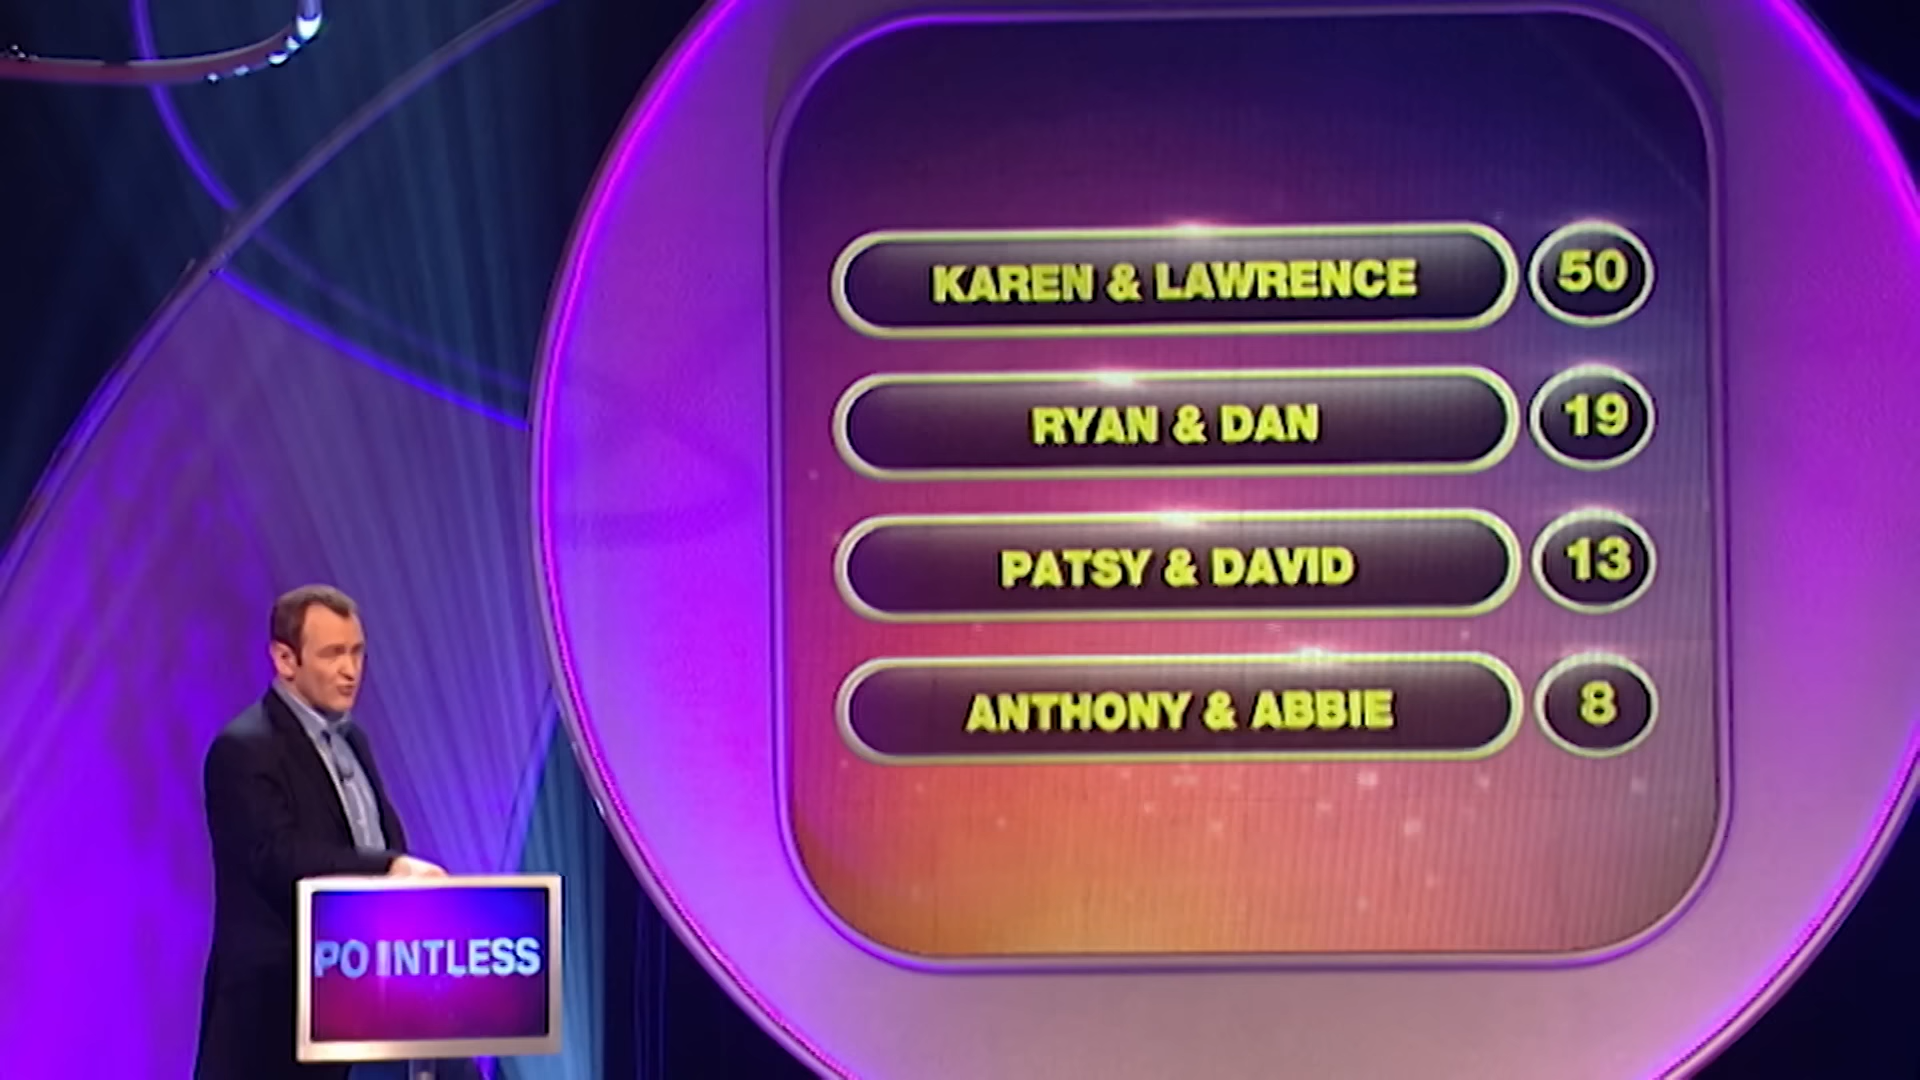 KAREN & LAWRENCE 50
RYAN & DAN 19
PATSY & DAVID 13
ANTHONY & ABBIE 8
POINTLESS